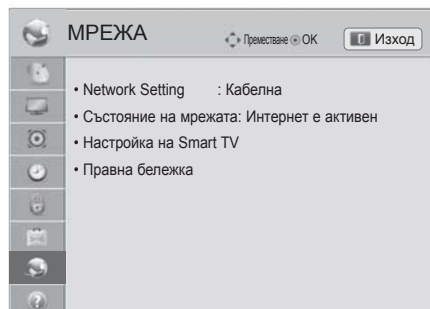 МРЕЖА
Преместване OK
Изход
• Network Setting : Кабелна
• Състояние на мрежата: Интернет е активен
• Настройка на Smart TV
• Правна бележка